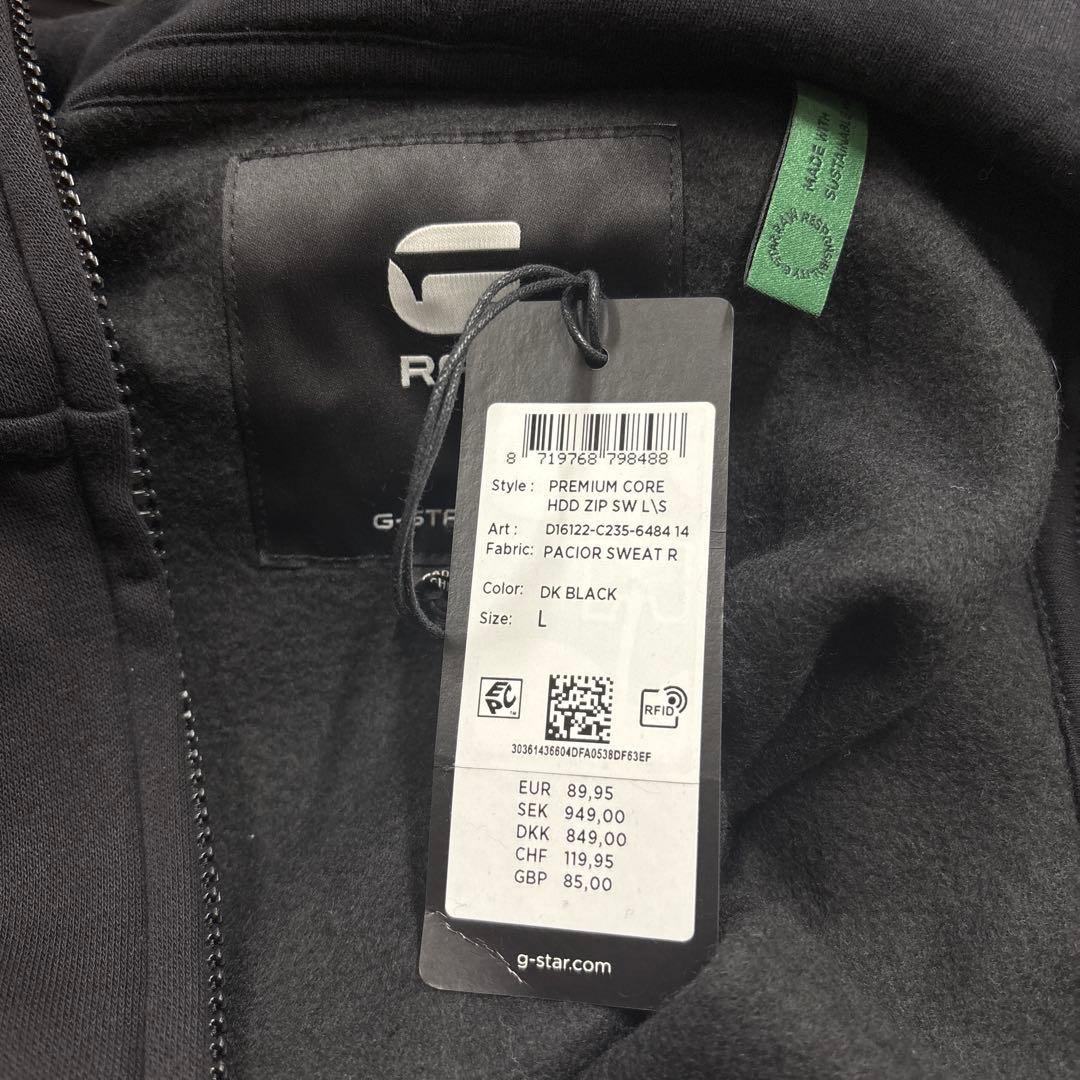 MADE WITH
SUSTAINABLE
G-STAR RAW RESPONSIBILITY
8 719768 798488
Style : PREMIUM CORE
HDD ZIP SW L\S
Art : D16122-C235-6484 14
Fabric: PACIOR SWEAT R
Color: DK BLACK
Size: L
EPC
RFID
30361436604DFA0538DF63EF
EUR 89,95
SEK 949,00
DKK 849,00
CHF 119,95
GBP 85,00
g-star.com